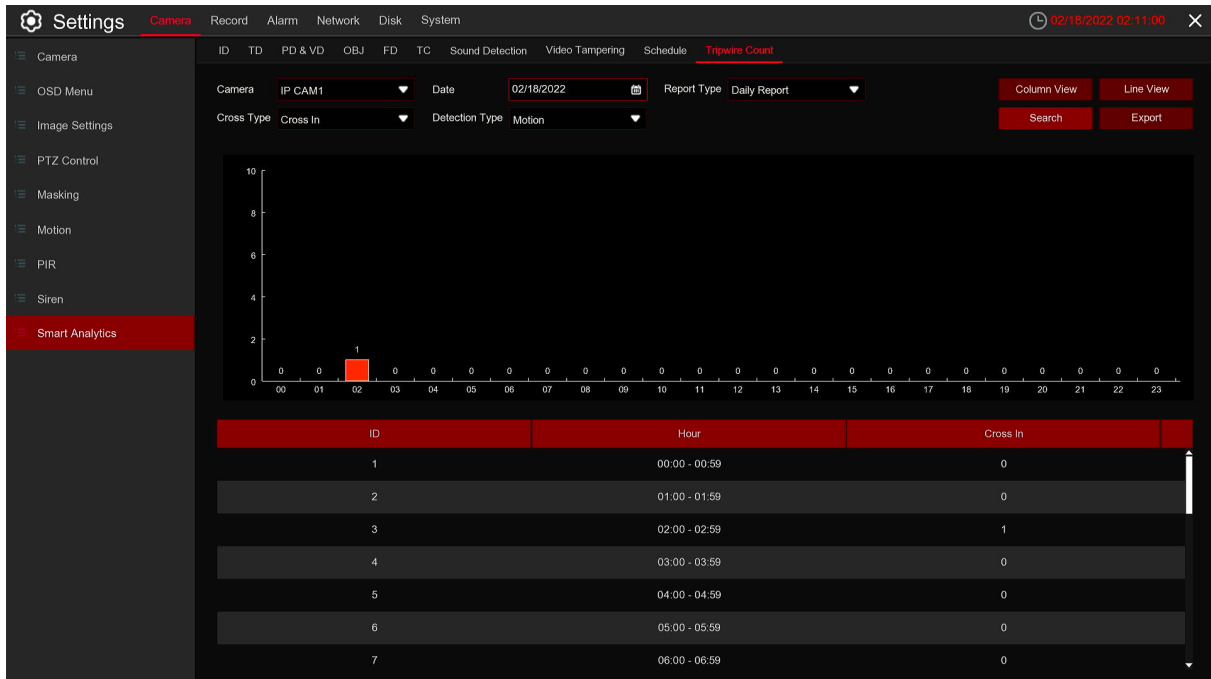 Settings Camera Record Alarm Network Disk System 02/18/2022 02:11:00
Camera
OSD Menu
Image Settings
PTZ Control
Masking
Motion
PIR
Siren
Smart Analytics
ID TD PD & VD OBJ FD TC Sound Detection Video Tampering Schedule Tripwire Count
Camera IP CAM1 Date 02/18/2022 Report Type Daily Report Column View Line View
Cross Type Cross In Detection Type Motion Search Export
10
8
6
4
2
0
0 0 1 0 0 0 0 0 0 0 0 0 0 0 0 0 0 0 0 0 0 0 0 0
00 01 02 03 04 05 06 07 08 09 10 11 12 13 14 15 16 17 18 19 20 21 22 23
ID Hour Cross In
1 00:00 - 00:59 0
2 01:00 - 01:59 0
3 02:00 - 02:59 1
4 03:00 - 03:59 0
5 04:00 - 04:59 0
6 05:00 - 05:59 0
7 06:00 - 06:59 0